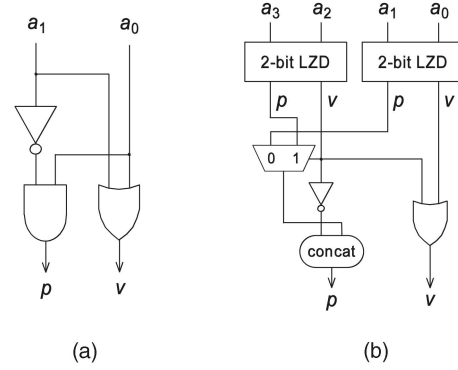 a1 a0
p v
(a)
a3 a2 a1 a0
2-bit LZD 2-bit LZD
p v p v
0 1
concat
p v
(b)